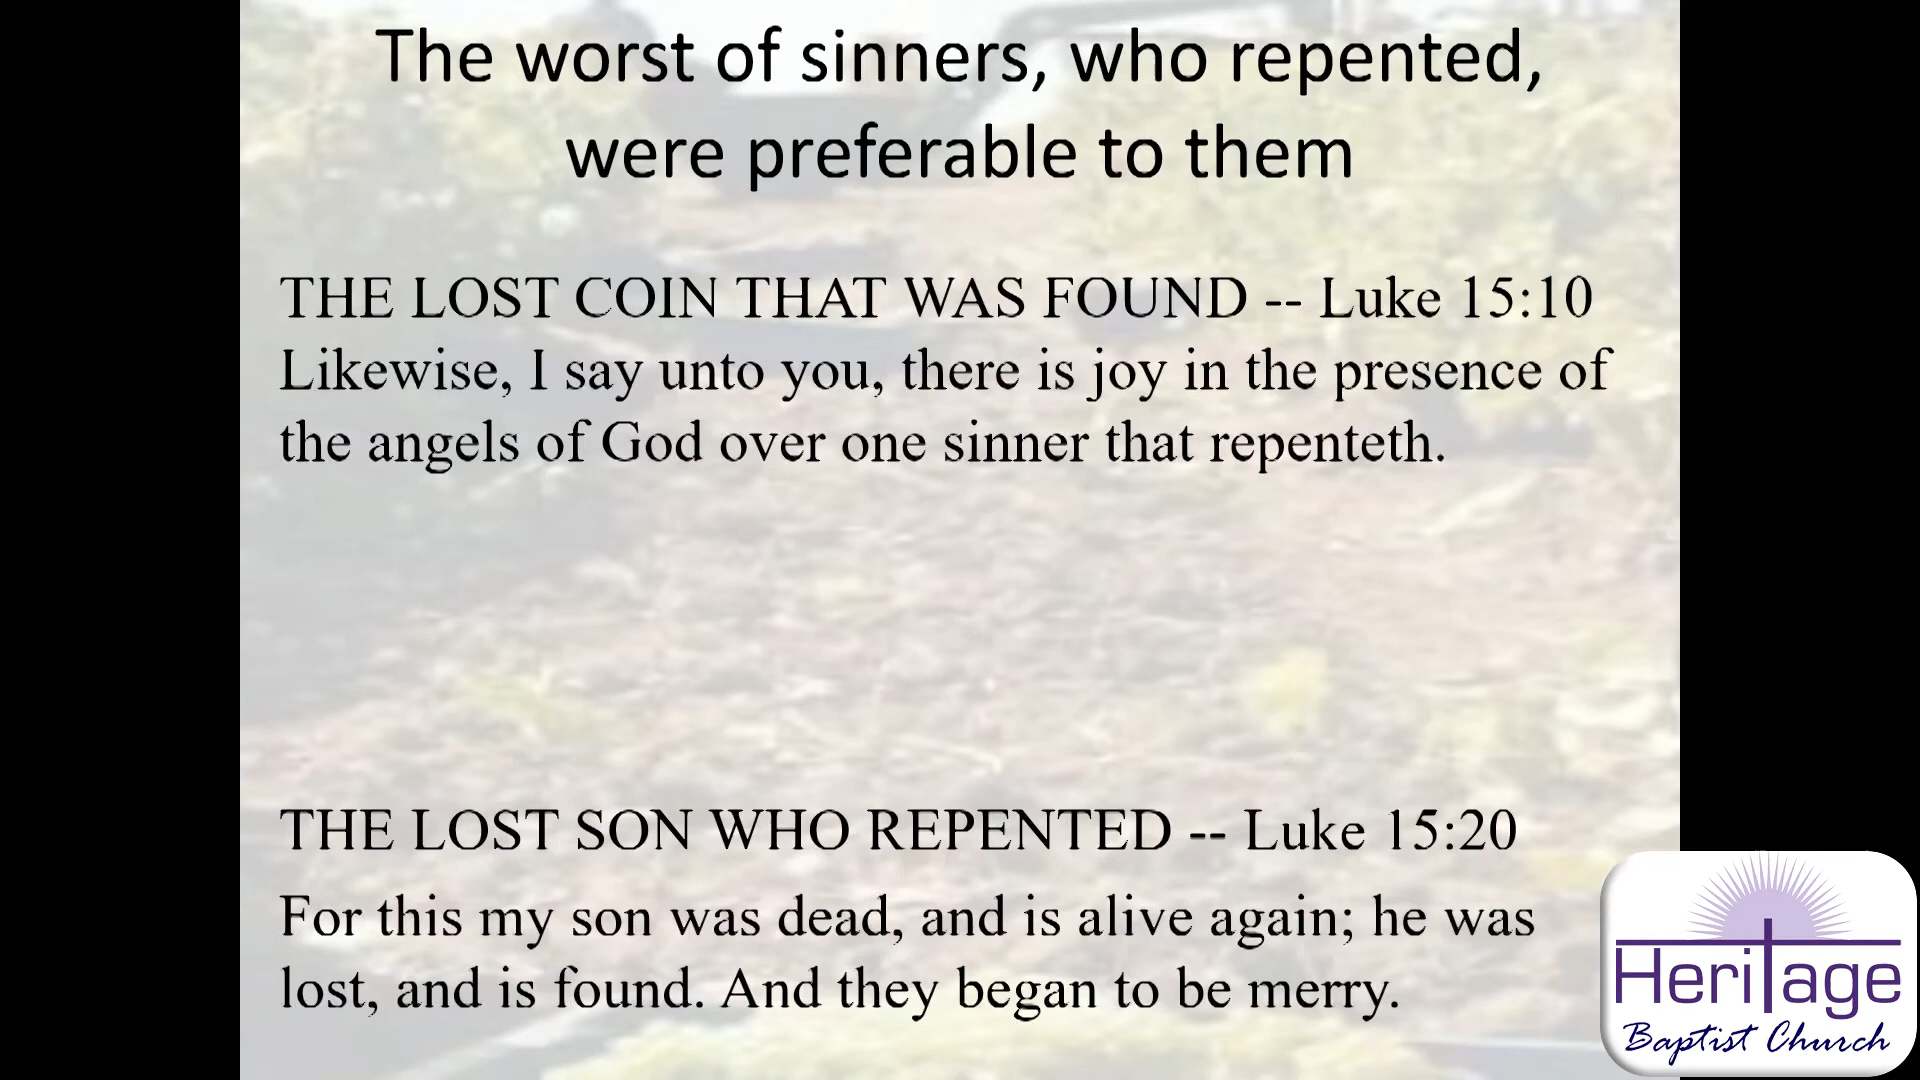 The worst of sinners, who repented,
were preferable to them
THE LOST COIN THAT WAS FOUND -- Luke 15:10
Likewise, I say unto you, there is joy in the presence of
the angels of God over one sinner that repenteth.
THE LOST SON WHO REPENTED -- Luke 15:20
For this my son was dead, and is alive again; he was
lost, and is found. And they began to be merry.
Heritage
Baptist Church